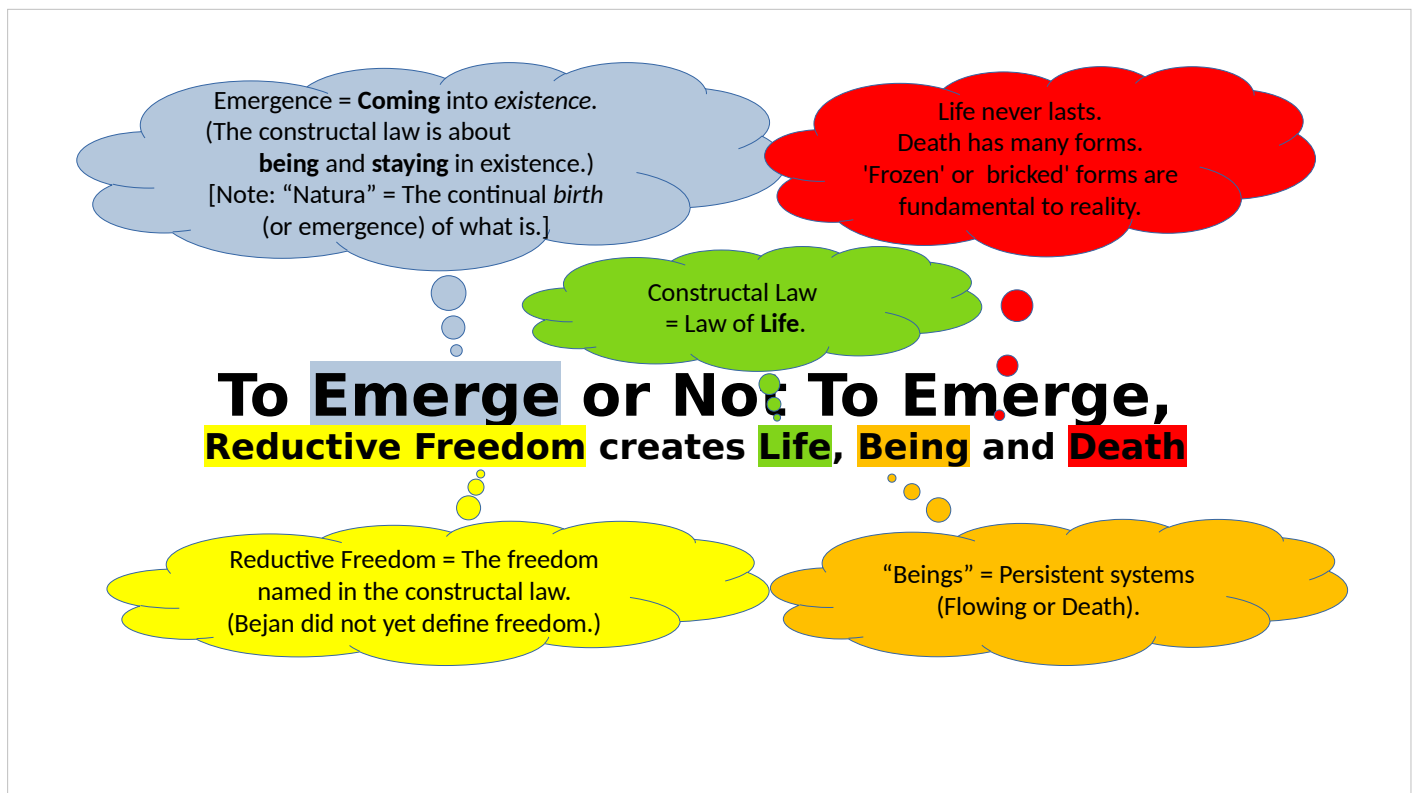 Emergence = Coming into existence.
(The constructal law is about
being and staying in existence.)
[Note: “Natura” = The continual birth
(or emergence) of what is.]
Life never lasts.
Death has many forms.
'Frozen' or  bricked' forms are
fundamental to reality.
Constructal Law
= Law of Life.
To Emerge or Not To Emerge,
Reductive Freedom creates Life, Being and Death
Reductive Freedom = The freedom
named in the constructal law.
(Bejan did not yet define freedom.)
“Beings” = Persistent systems
(Flowing or Death).